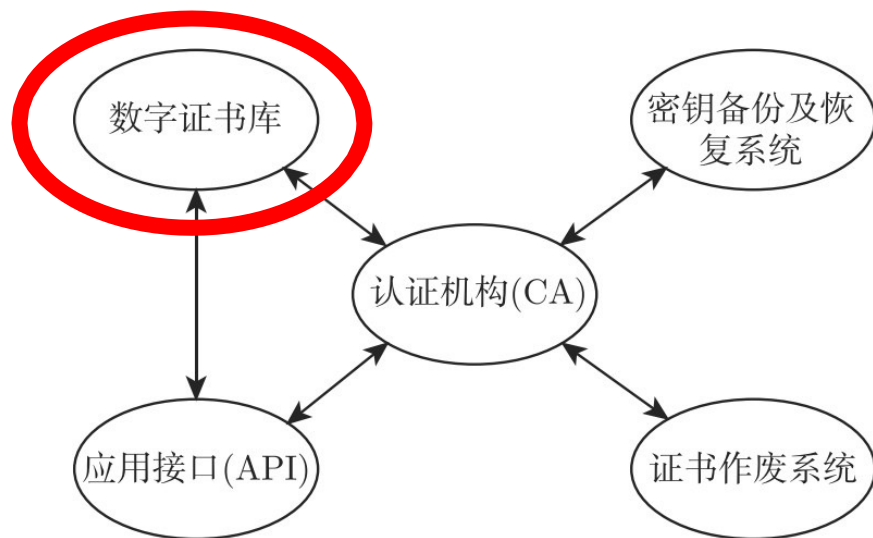 数字证书库
密钥备份及恢
复系统
认证机构(CA)
应用接口(API)
证书作废系统